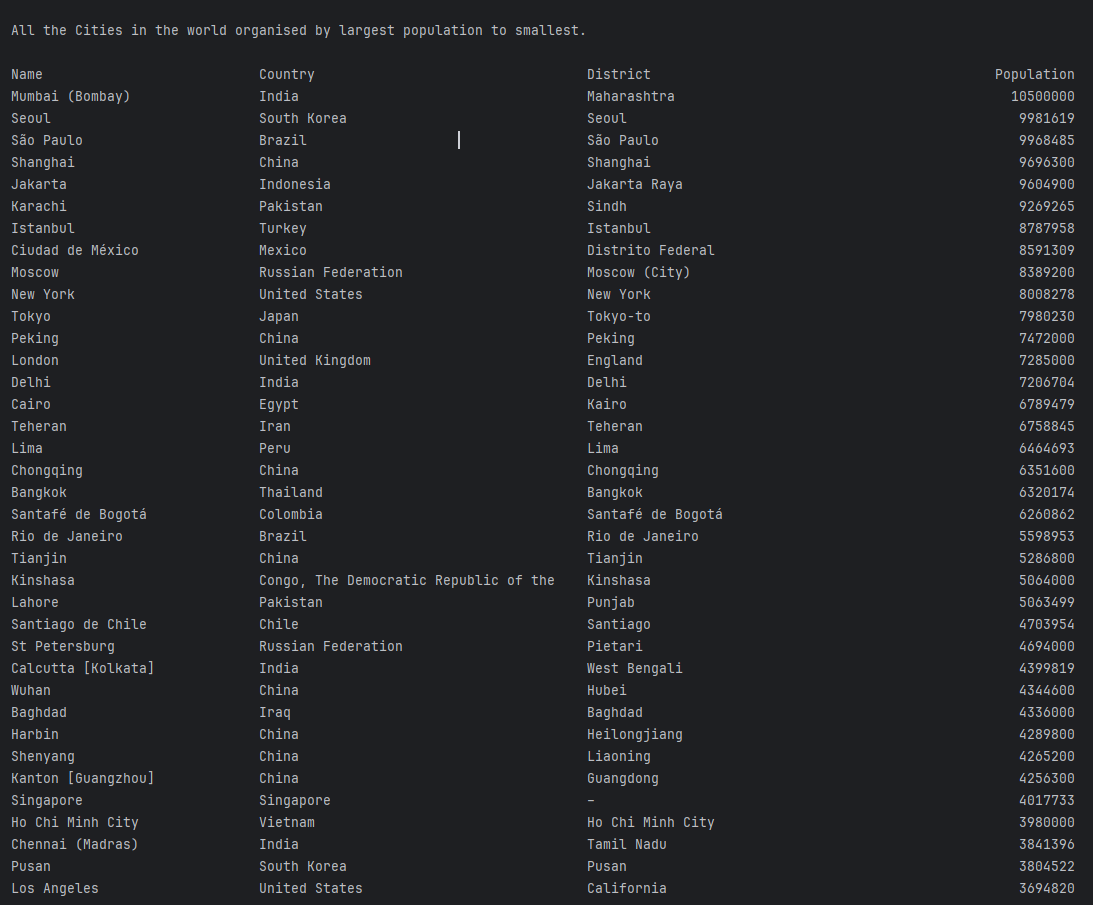 All the Cities in the world organised by largest population to smallest.
Name Country District Population
Mumbai (Bombay) India Maharashtra 10500000
Seoul South Korea Seoul 9981619
São Paulo Brazil São Paulo 9968485
Shanghai China Shanghai 9696300
Jakarta Indonesia Jakarta Raya 9604900
Karachi Pakistan Sindh 9269265
Istanbul Turkey Istanbul 8787958
Ciudad de México Mexico Distrito Federal 8591309
Moscow Russian Federation Moscow (City) 8389200
New York United States New York 8008278
Tokyo Japan Tokyo-to 7980230
Peking China Peking 7472000
London United Kingdom England 7285000
Delhi India Delhi 7206704
Cairo Egypt Kairo 6789479
Teheran Iran Teheran 6758845
Lima Peru Lima 6464693
Chongqing China Chongqing 6351600
Bangkok Thailand Bangkok 6320174
Santafé de Bogotá Colombia Santafé de Bogotá 6260862
Rio de Janeiro Brazil Rio de Janeiro 5598953
Tianjin China Tianjin 5286800
Kinshasa Congo, The Democratic Republic of the Kinshasa 5064000
Lahore Pakistan Punjab 5063499
Santiago de Chile Chile Santiago 4703954
St Petersburg Russian Federation Pietari 4694000
Calcutta [Kolkata] India West Bengali 4399819
Wuhan China Hubei 4344600
Baghdad Iraq Baghdad 4336000
Harbin China Heilongjiang 4289800
Shenyang China Liaoning 4265200
Kanton [Guangzhou] China Guangdong 4256300
Singapore Singapore – 4017733
Ho Chi Minh City Vietnam Ho Chi Minh City 3980000
Chennai (Madras) India Tamil Nadu 3841396
Pusan South Korea Pusan 3804522
Los Angeles United States California 3694820